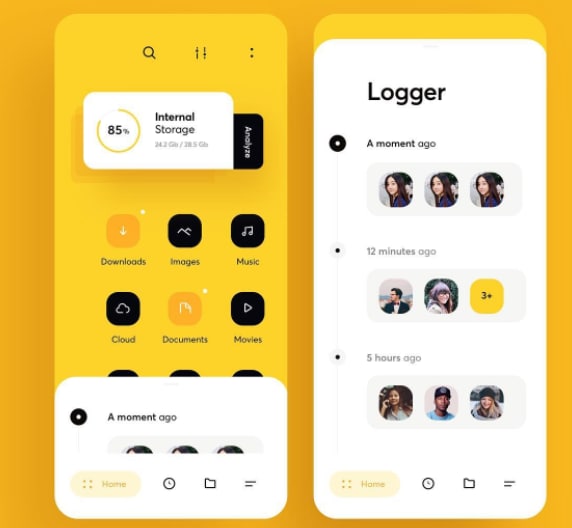 85%
Internal
Storage
24.2 Gb / 28.5 Gb
Analyze
Downloads
Images
Music
Cloud
Documents
Movies
A moment ago
Home
Logger
A moment ago
12 minutes ago
3+
5 hours ago
Home